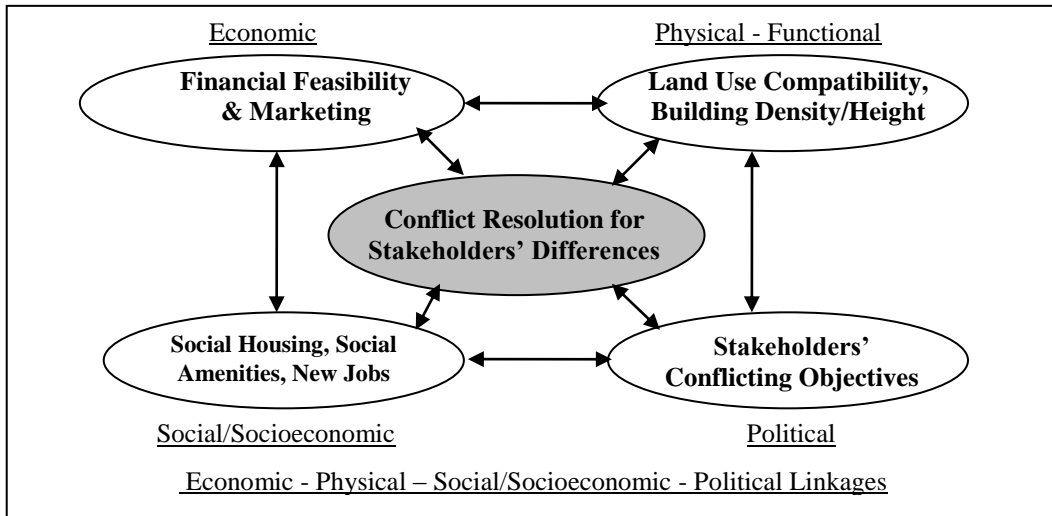 Economic
Physical - Functional
Financial Feasibility
& Marketing
Land Use Compatibility,
Building Density/Height
Conflict Resolution for
Stakeholders’ Differences
Social Housing, Social
Amenities, New Jobs
Stakeholders’
Conflicting Objectives
Social/Socioeconomic
Political
Economic - Physical – Social/Socioeconomic - Political Linkages